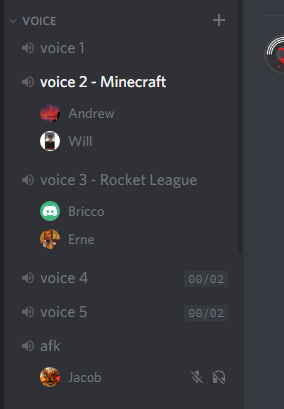 VOICE
voice 1
voice 2 - Minecraft
Andrew
Will
voice 3 - Rocket League
Bricco
Erne
voice 4 00/02
voice 5 00/02
afk
Jacob